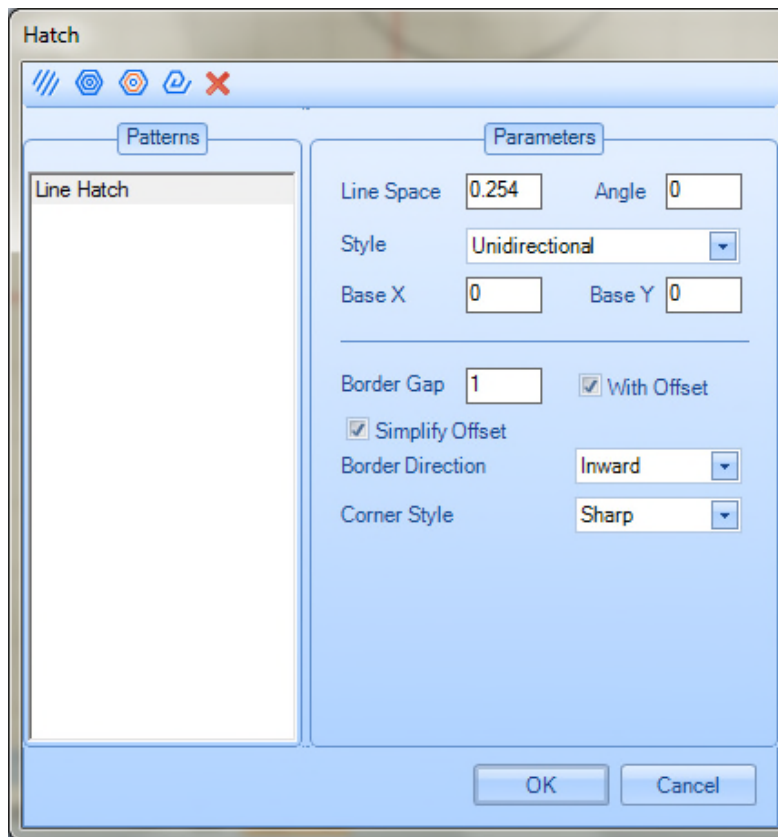 Hatch
Patterns
Line Hatch
Parameters
Line Space 0.254 Angle 0
Style Unidirectional
Base X 0 Base Y 0
Border Gap 1 With Offset
Simplify Offset
Border Direction Inward
Corner Style Sharp
OK Cancel